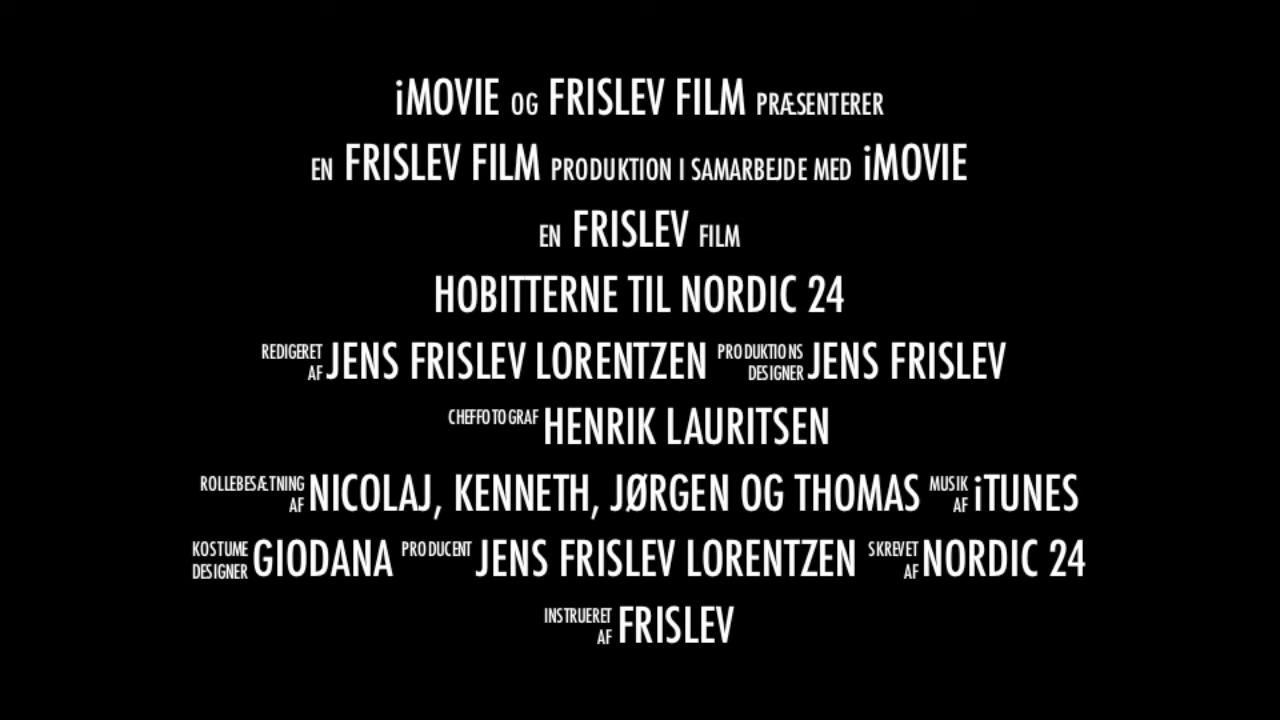 iMOVIE OG FRISLEV FILM PRÆSENTERER
EN FRISLEV FILM PRODUKTION I SAMARBEJDE MED iMOVIE
EN FRISLEV FILM
HOBITTERNE TIL NORDIC 24
REDIGERET AF JENS FRISLEV LORENTZEN PRODUKTIONS DESIGNER JENS FRISLEV
CHEFFOTOGRAF HENRIK LAURITSEN
ROLLEBESÆTNING AF NICOLAJ, KENNETH, JØRGEN OG THOMAS MUSIK AF iTUNES
KOSTUME DESIGNER GIODANA PRODUCENT JENS FRISLEV LORENTZEN SKREVET AF NORDIC 24
INSTRUERET AF FRISLEV